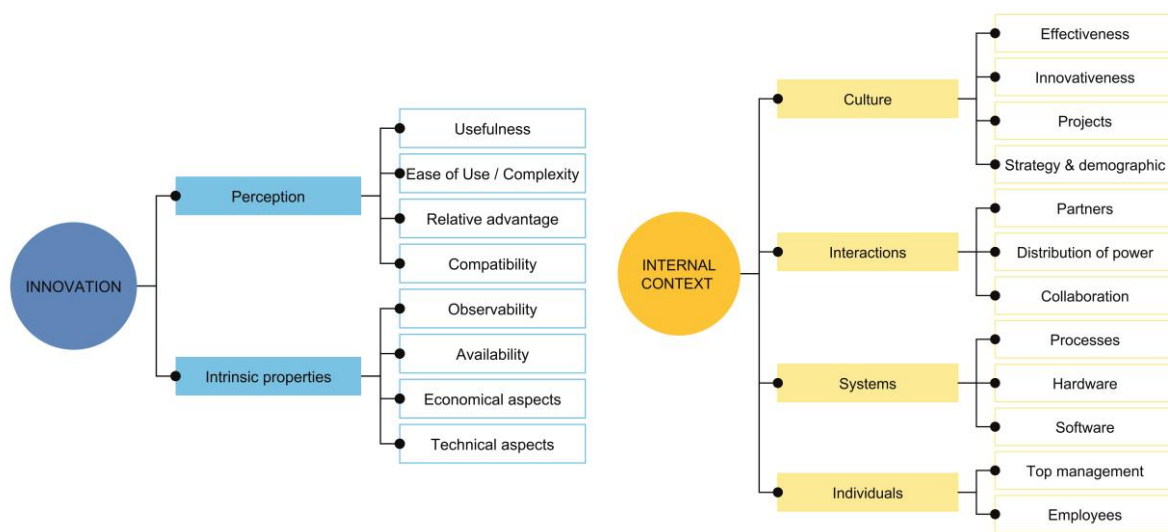 INNOVATION
Perception
Usefulness
Ease of Use / Complexity
Relative advantage
Compatibility
Intrinsic properties
Observability
Availability
Economical aspects
Technical aspects
INTERNAL
CONTEXT
Culture
Effectiveness
Innovativeness
Projects
Strategy & demographic
Interactions
Partners
Distribution of power
Collaboration
Systems
Processes
Hardware
Software
Individuals
Top management
Employees